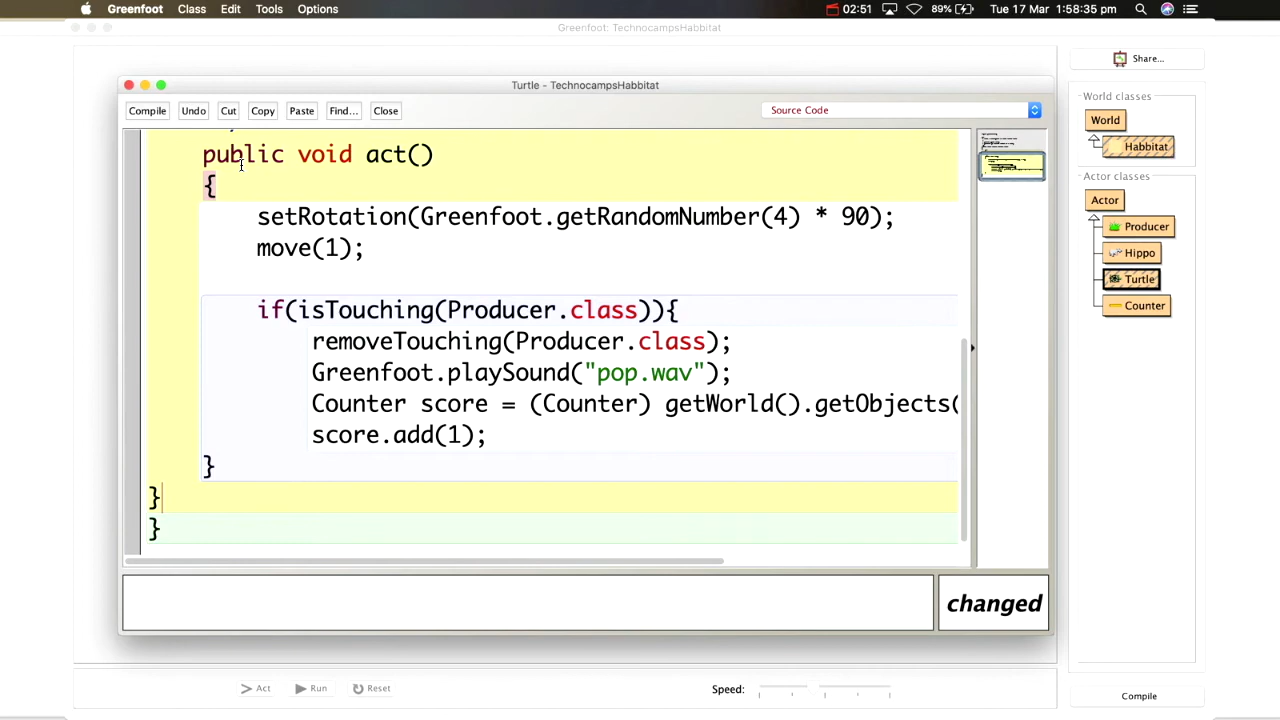 Greenfoot Class Edit Tools Options 02:51 89% Tue 17 Mar 1:58:35 pm
Greenfoot: TechnocampsHabbitat
Share...
Turtle - TechnocampsHabbitat
Compile Undo Cut Copy Paste Find... Close Source Code
public void act()
{
setRotation(Greenfoot.getRandomNumber(4) * 90);
move(1);
if(isTouching(Producer.class)){
removeTouching(Producer.class);
Greenfoot.playSound("pop.wav");
Counter score = (Counter) getWorld().getObjects(
score.add(1);
}
}
}
changed
World classes
World
Habbitat
Actor classes
Actor
Producer
Hippo
Turtle
Counter
Act Run Reset Speed:
Compile